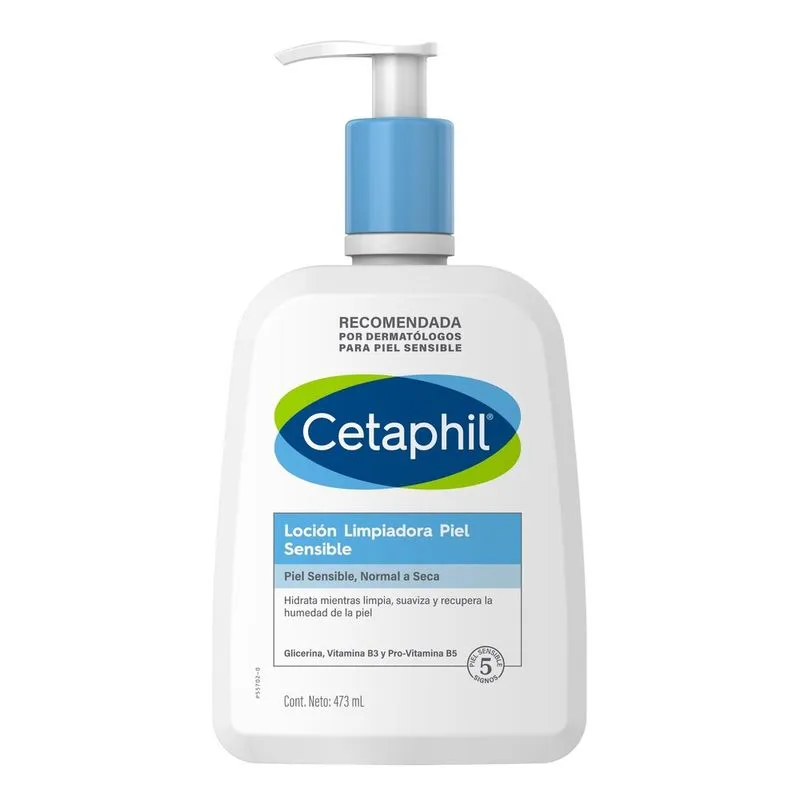 RECOMENDADA
POR DERMATÓLOGOS
PARA PIEL SENSIBLE
Cetaphil®
Loción Limpiadora Piel
Sensible
Piel Sensible, Normal a Seca
Hidrata mientras limpia, suaviza y recupera la
humedad de la piel
Glicerina, Vitamina B3 y Pro-Vitamina B5
PIEL SENSIBLE
5
SIGNOS
Cont. Neto: 473 mL
P55702-0